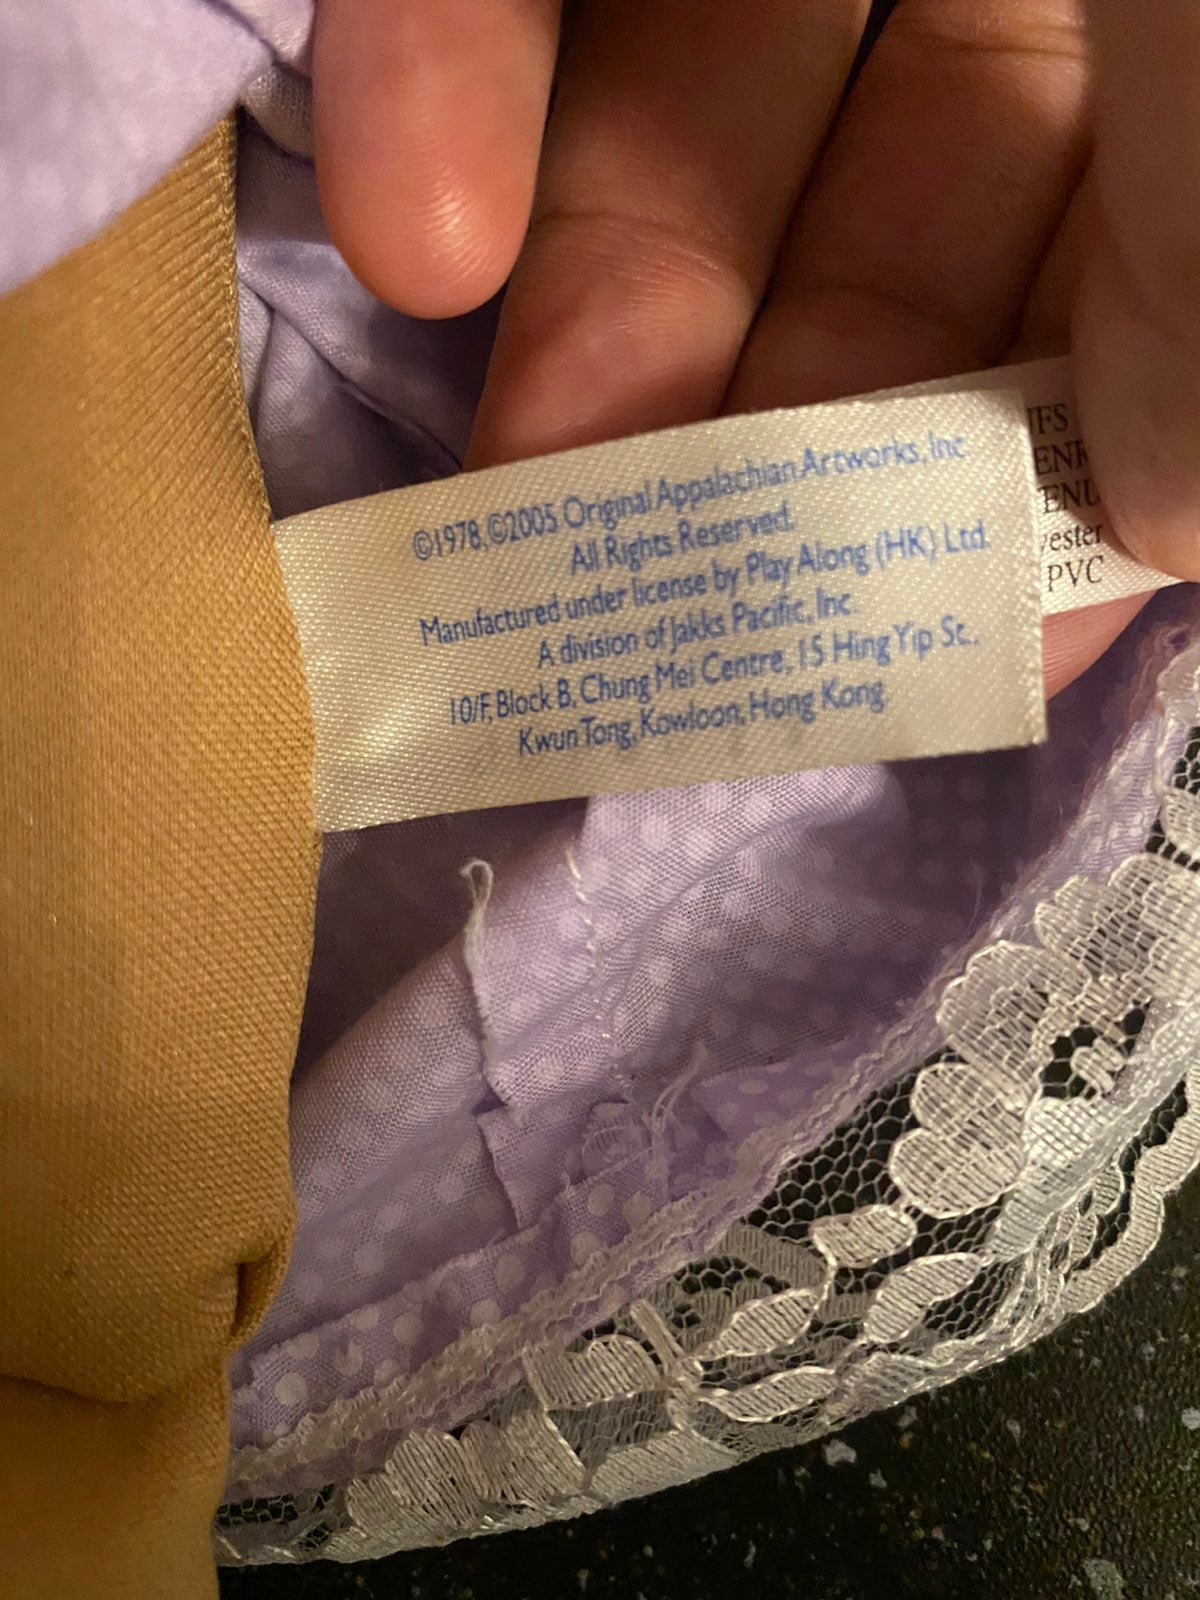 ©1978, ©2005 Original Appalachian Artworks, Inc
All Rights Reserved.
Manufactured under license by Play Along (HK) Ltd.
A division of Jakks Pacific, Inc.
10/F, Block B, Chung Mei Centre, 15 Hing Yip St.,
Kwun Tong, Kowloon, Hong Kong
PVC